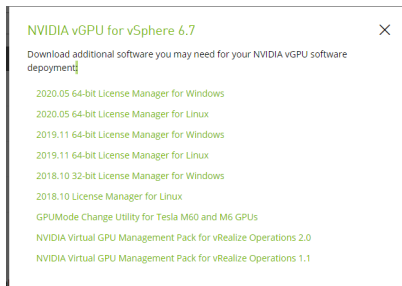 NVIDIA vGPU for vSphere 6.7
Download additional software you may need for your NVIDIA vGPU software
depoyment:
2020.05 64-bit License Manager for Windows
2020.05 64-bit License Manager for Linux
2019.11 64-bit License Manager for Windows
2019.11 64-bit License Manager for Linux
2018.10 32-bit License Manager for Windows
2018.10 License Manager for Linux
GPUMode Change Utility for Tesla M60 and M6 GPUs
NVIDIA Virtual GPU Management Pack for vRealize Operations 2.0
NVIDIA Virtual GPU Management Pack for vRealize Operations 1.1